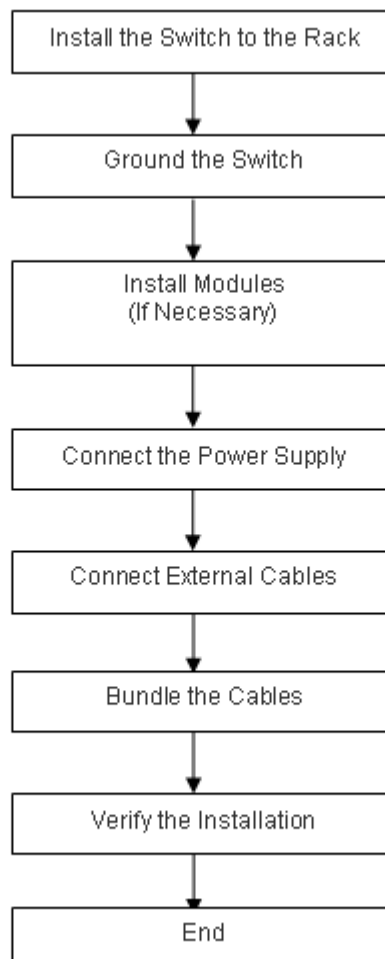 Install the Switch to the Rack
Ground the Switch
Install Modules
(If Necessary)
Connect the Power Supply
Connect External Cables
Bundle the Cables
Verify the Installation
End